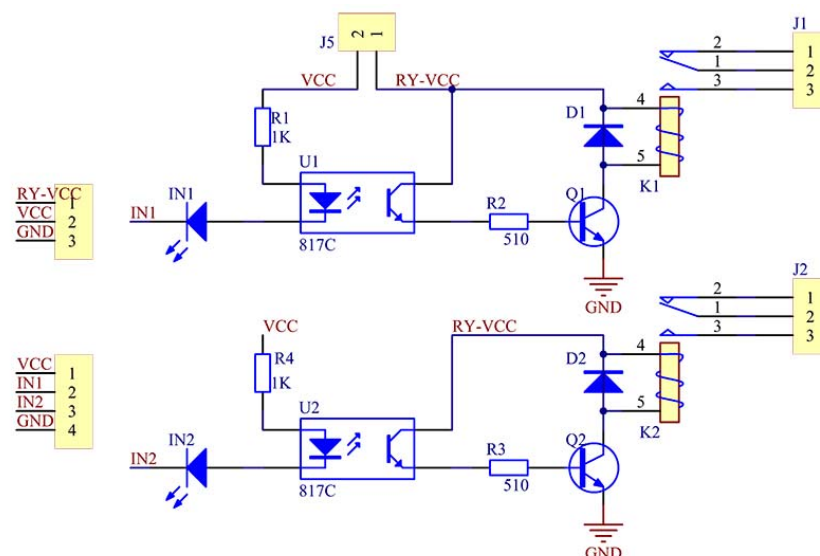 J5
2 1
VCC RY-VCC
R1
1K
U1
817C
D1
4
5
K1
J1
2 1
1 2
3 3
RY-VCC 1
VCC 2
GND 3
IN1
IN1
R2
510
Q1
GND
J2
2 1
1 2
3 3
VCC
RY-VCC
R4
1K
U2
817C
D2
4
5
K2
VCC 1
IN1 2
IN2 3
GND 4
IN2
IN2
R3
510
Q2
GND